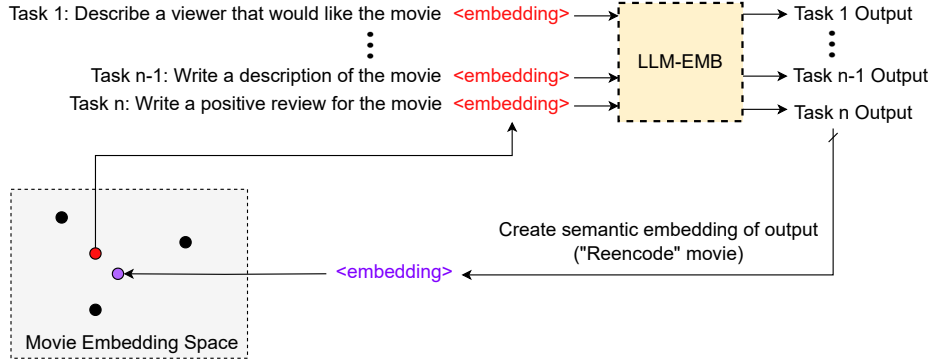 Task 1: Describe a viewer that would like the movie <embedding>
Task n-1: Write a description of the movie <embedding>
Task n: Write a positive review for the movie <embedding>
LLM-EMB
Task 1 Output
Task n-1 Output
Task n Output
Create semantic embedding of output
("Reencode" movie)
<embedding>
Movie Embedding Space